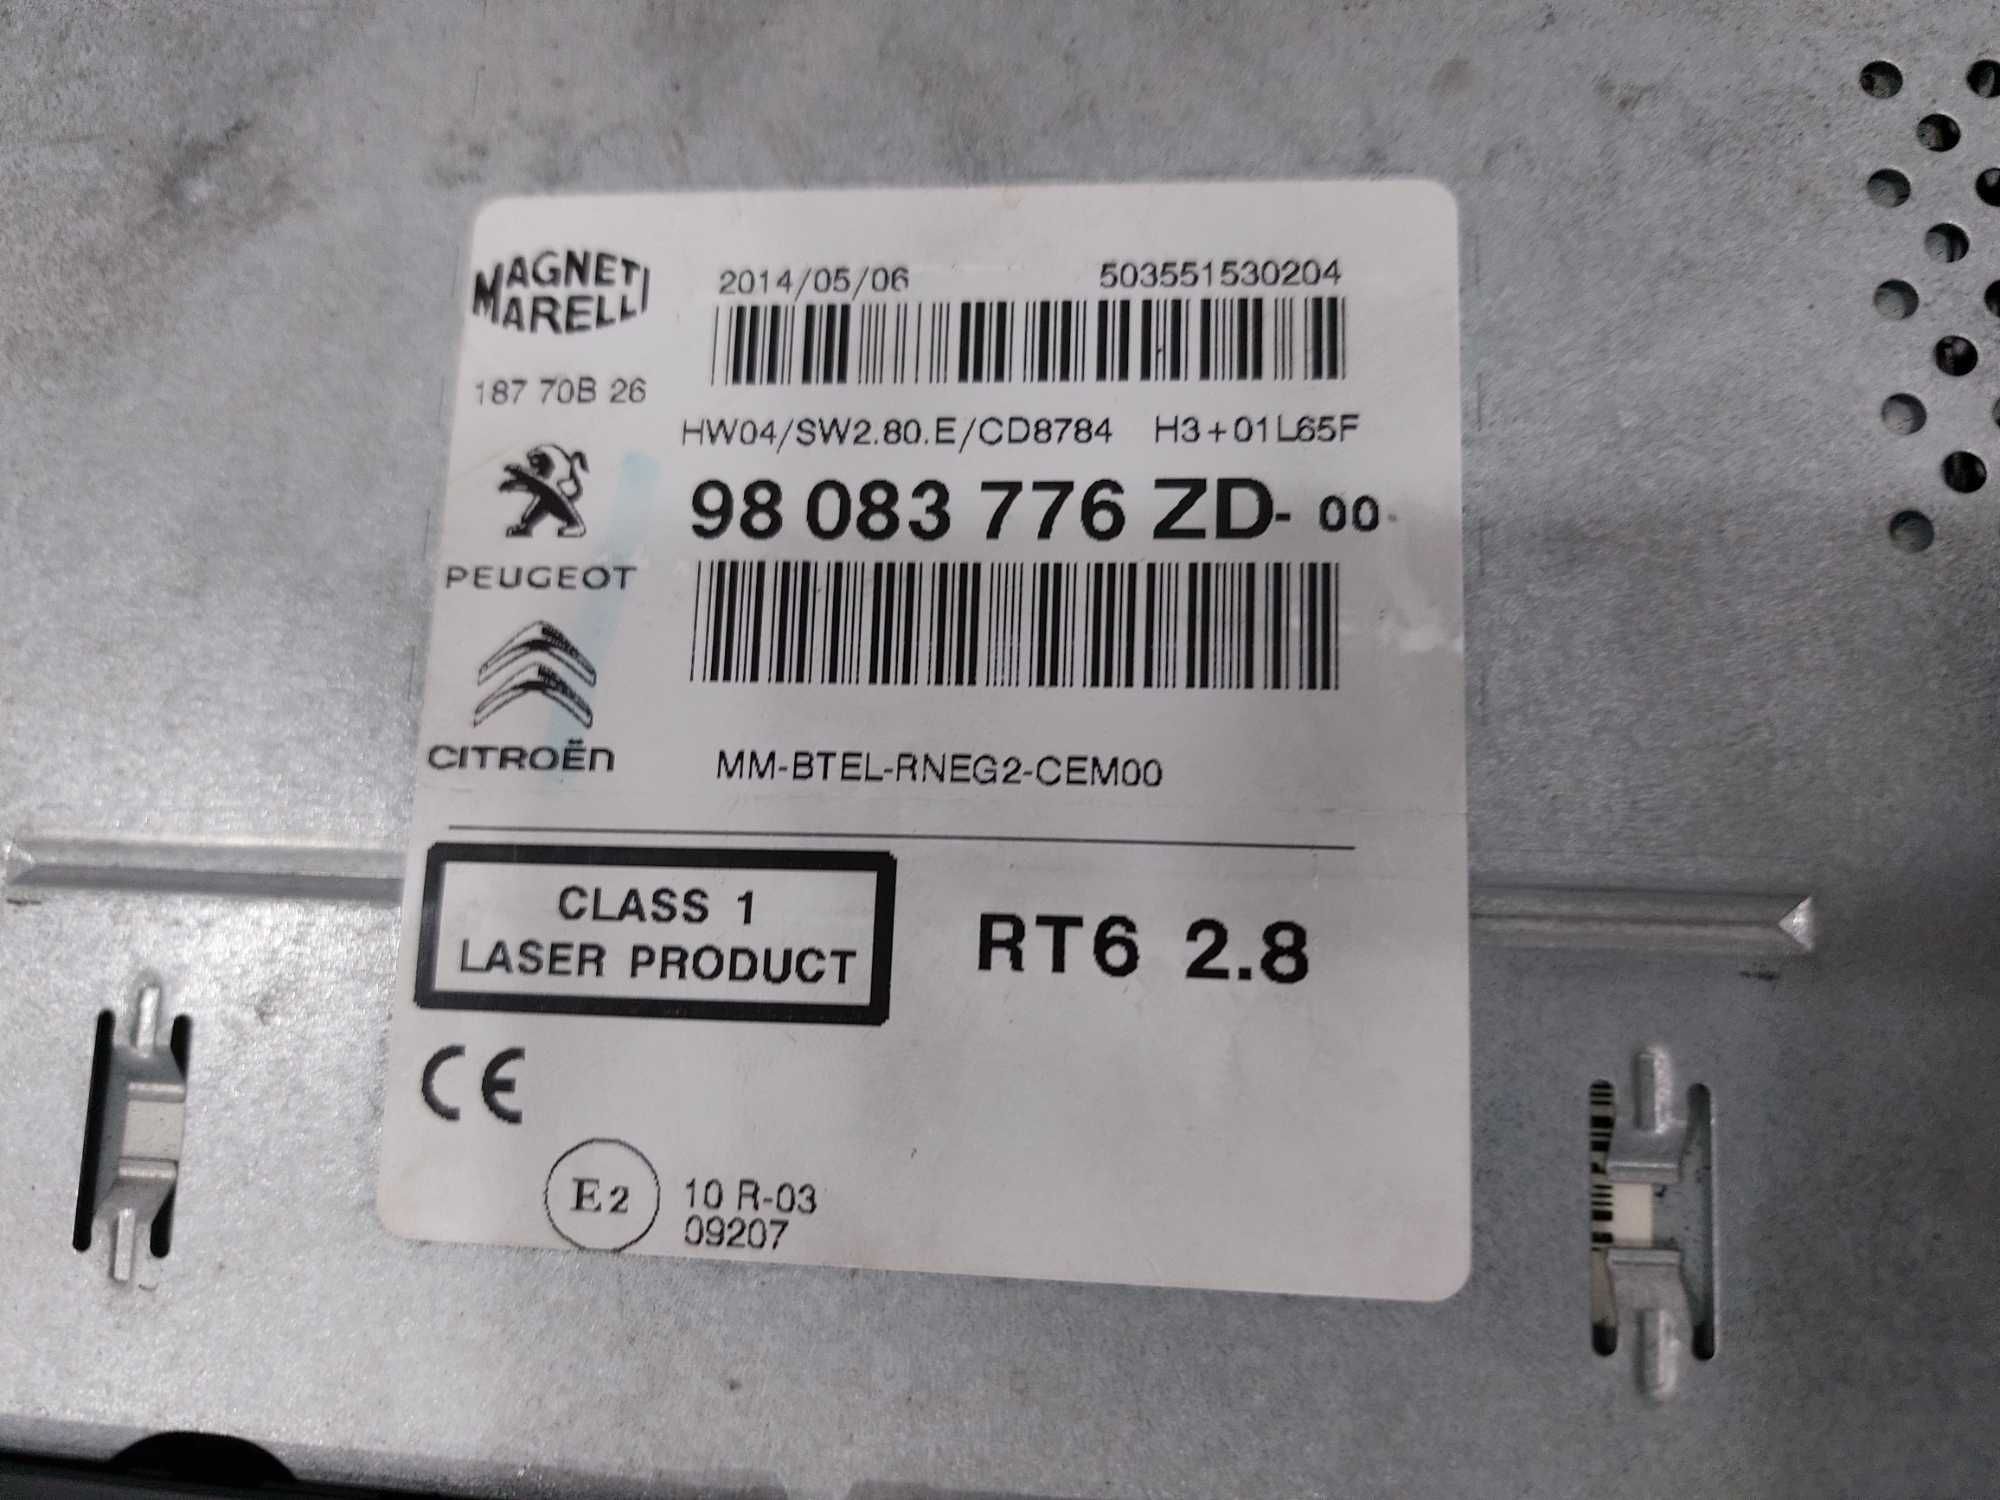 MAGNETI
MARELLI
187 70B 26
2014/05/06 503551530204
HW04/SW2.80.E/CD8784 H3+01L65F
98 083 776 ZD- 00
PEUGEOT
CITROËN
MM-BTEL-RNEG2-CEM00
CLASS 1
LASER PRODUCT
RT6 2.8
CE
E2
10 R-03
09207